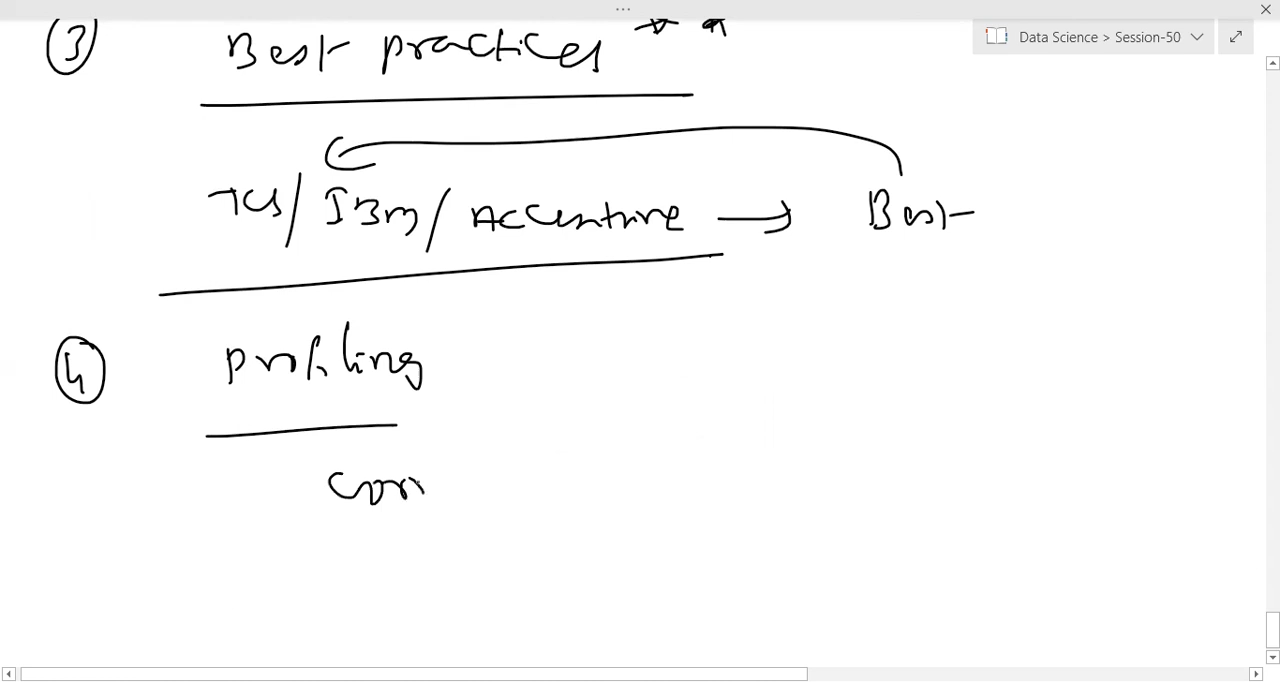 Data Science > Session-50
③ Best practices * *
TCS/ IBM/ Accenture → Best
④ profiling